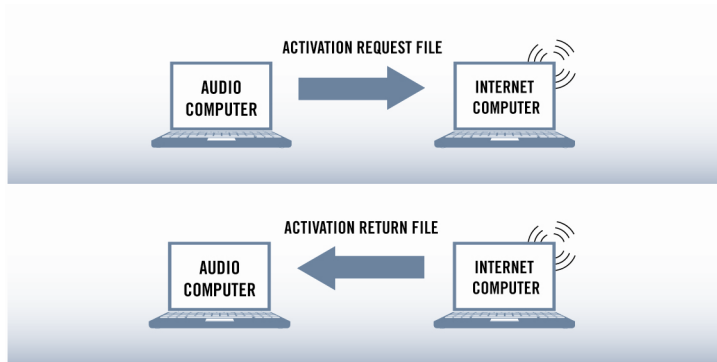 ACTIVATION REQUEST FILE
AUDIO
COMPUTER
INTERNET
COMPUTER
ACTIVATION RETURN FILE
AUDIO
COMPUTER
INTERNET
COMPUTER